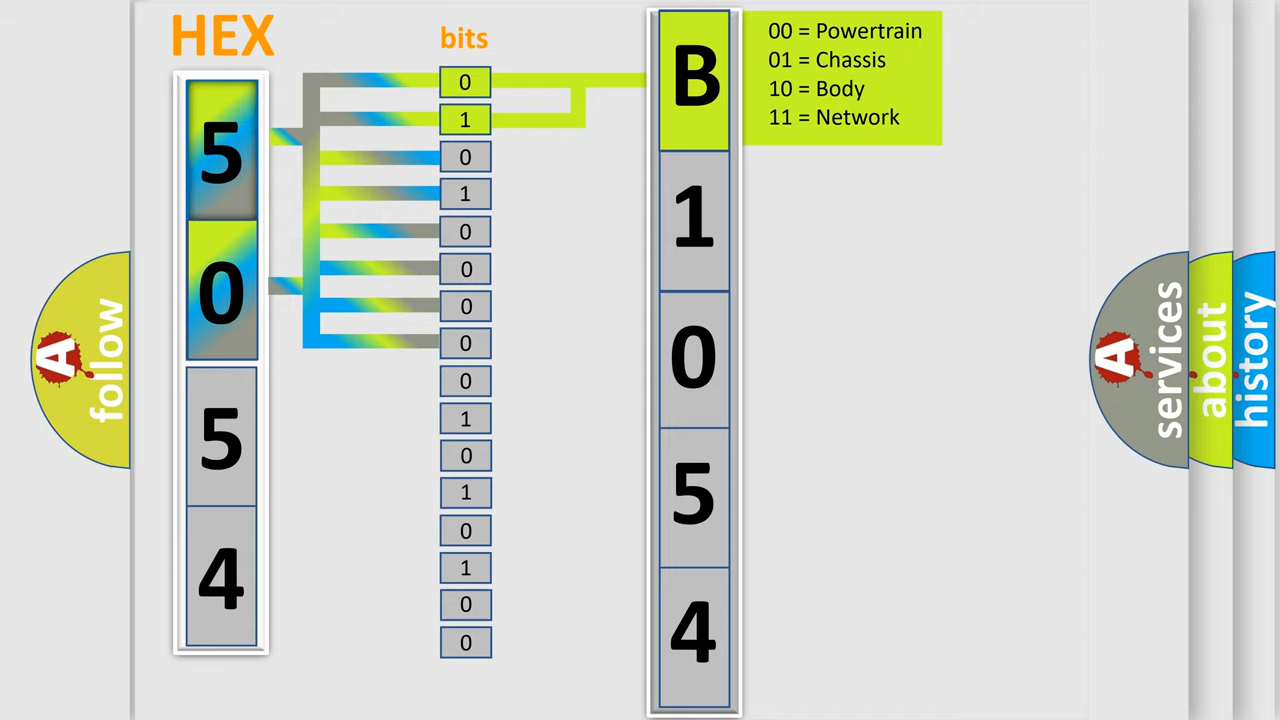 HEX
bits
5
0
5
4
0
1
0
1
0
0
0
0
0
1
0
1
0
1
0
0
B
1
0
5
4
00 = Powertrain
01 = Chassis
10 = Body
11 = Network
A
follow
A
services
about
history